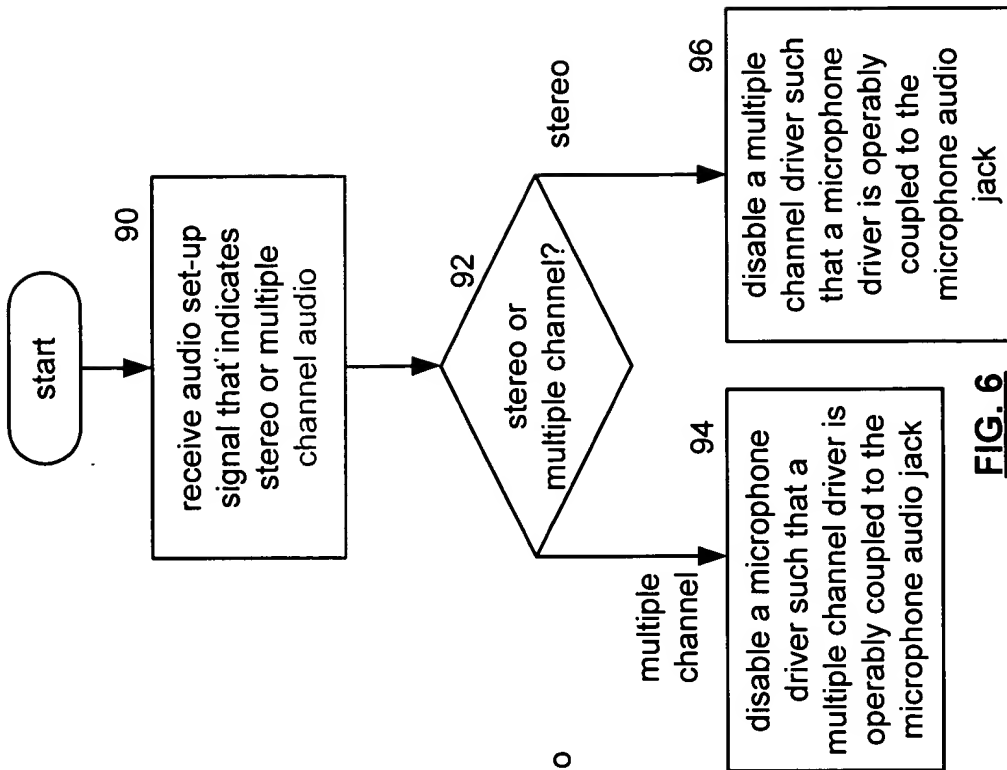 start
90
receive audio set-up
signal that indicates
stereo or multiple
channel audio
92
stereo or
multiple channel?
multiple
channel
stereo
94
disable a microphone
driver such that a
multiple channel driver is
operably coupled to the
microphone audio jack
96
disable a multiple
channel driver such
that a microphone
driver is operably
coupled to the
microphone audio
jack
o
FIG. 6